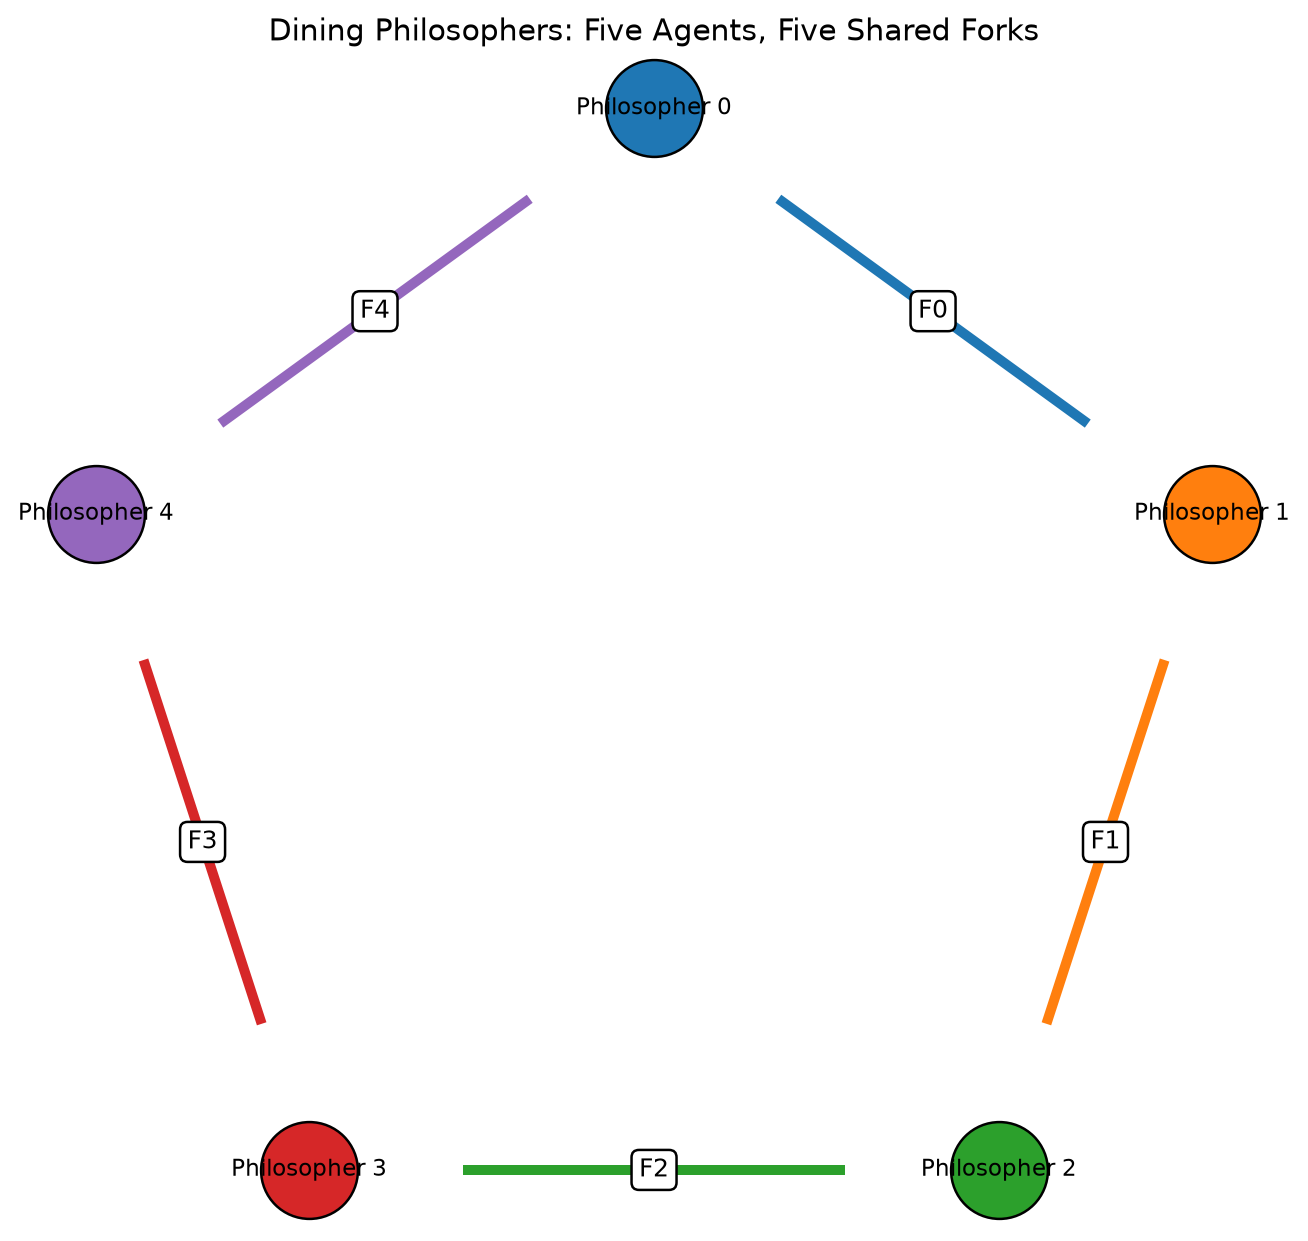 Dining Philosophers: Five Agents, Five Shared Forks
Philosopher 0
F4
F0
Philosopher 4
Philosopher 1
F3
F1
Philosopher 3
F2
Philosopher 2